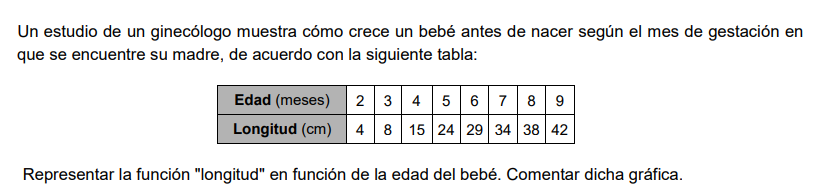 Un estudio de un ginecólogo muestra cómo crece un bebé antes de nacer según el mes de gestación en
que se encuentre su madre, de acuerdo con la siguiente tabla:
Edad (meses) 2 3 4 5 6 7 8 9
Longitud (cm) 4 8 15 24 29 34 38 42
Representar la función "longitud" en función de la edad del bebé. Comentar dicha gráfica.